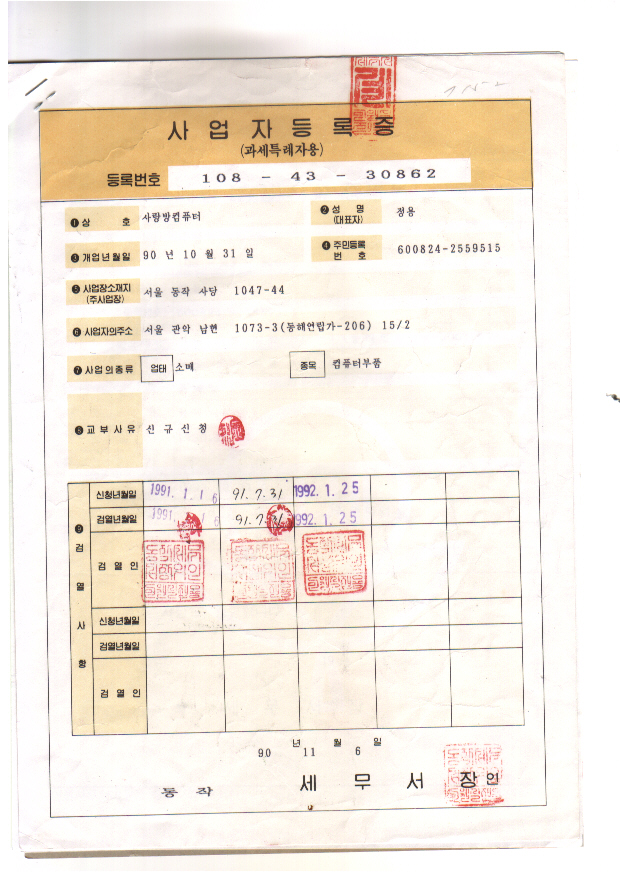 사업자등록증
(과세특례자용)
등록번호 108 - 43 - 30862
❶ 상 호 사랑방컴퓨터
❷ 성 명 (대표자) 정용
❸ 개업년월일 90 년 10 월 31 일
❹ 주민등록 번 호 600824-2559515
❺ 사업장소재지 (주사업장) 서울 동작 사당 1047-44
❻ 사업자의주소 서울 관악 남현 1073-3(동해연립가-206) 15/2
❼ 사업의종류 업태 소매 종목 컴퓨터부품
❽ 교부사유 신규신청
❾ 검열사항
신청년월일 1991. 1. 16 91. 7. 31 1992. 1. 25
검열년월일 1991. 1. 16 91. 7. 31 1992. 1. 25
검 열 인
신청년월일
검열년월일
검 열 인
90 년 11 월 6 일
동작 세 무 서 장 인